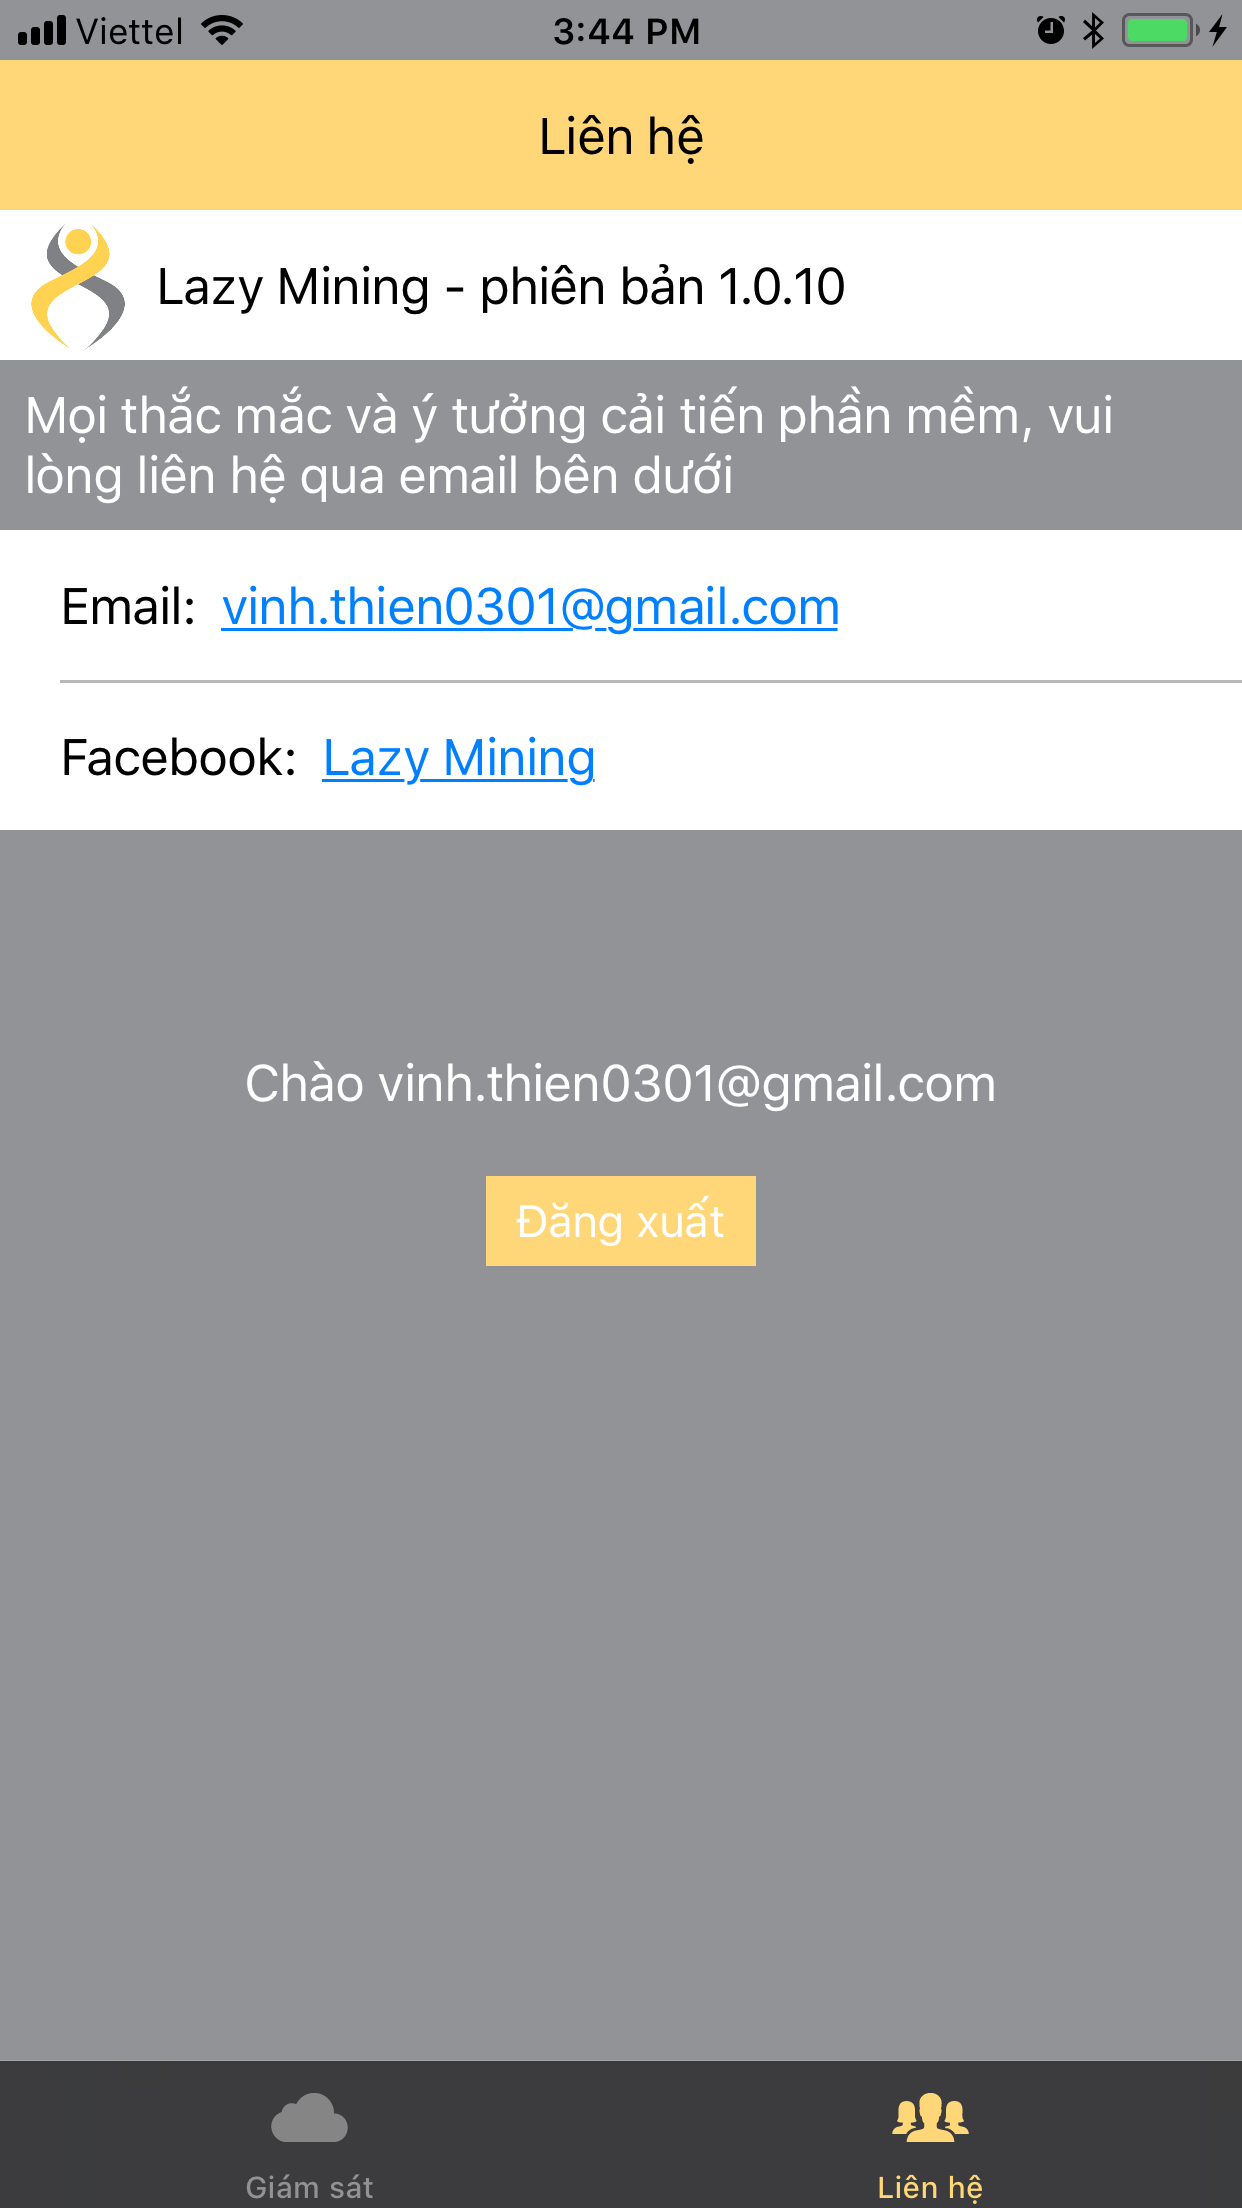 Viettel 3:44 PM
Liên hệ
Lazy Mining - phiên bản 1.0.10
Mọi thắc mắc và ý tưởng cải tiến phần mềm, vui
lòng liên hệ qua email bên dưới
Email: vinh.thien0301@gmail.com
Facebook: Lazy Mining
Chào vinh.thien0301@gmail.com
Đăng xuất
Giám sát Liên hệ